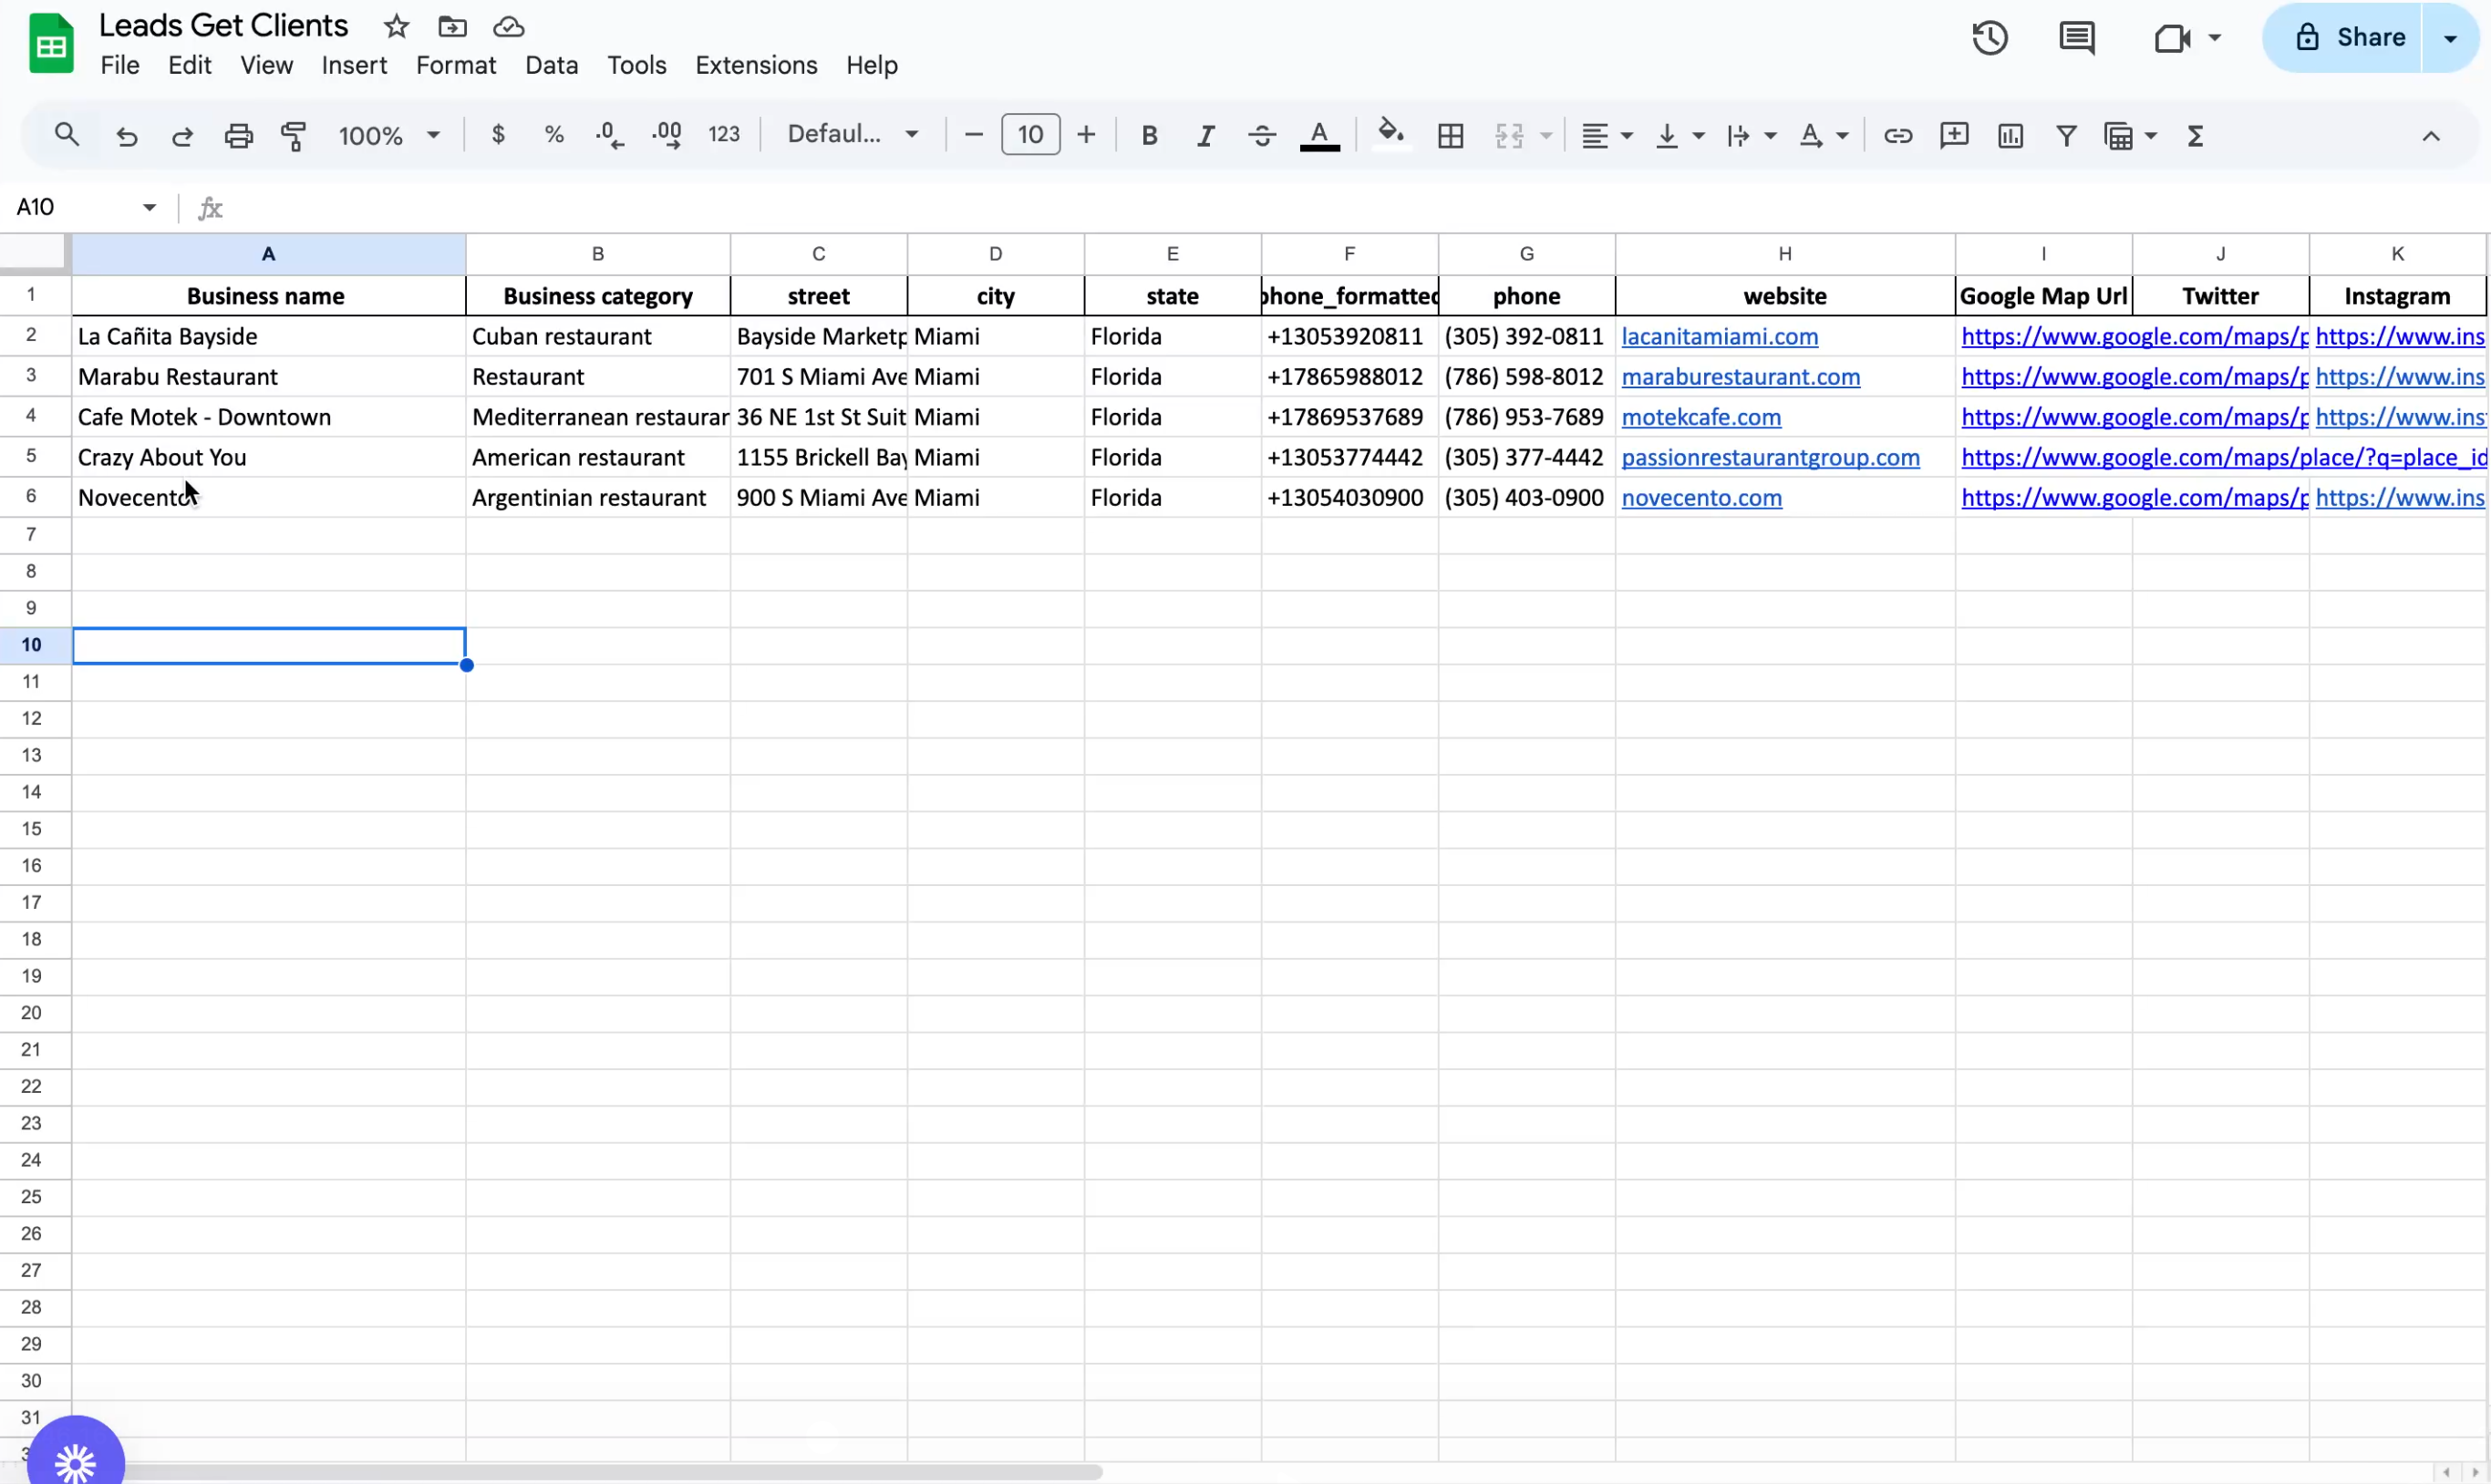 Leads Get Clients
File Edit View Insert Format Data Tools Extensions Help
Share
100% $ % .0 .00 123 Defaul... 10 B I A A Σ
A10 fx
A B C D E F G H I J K
1 Business name Business category street city state phone_formatted phone website Google Map Url Twitter Instagram
2 La Cañita Bayside Cuban restaurant Bayside Marketp Miami Florida +13053920811 (305) 392-0811 lacanitamiami.com https://www.google.com/maps/p https://www.ins
3 Marabu Restaurant Restaurant 701 S Miami Ave Miami Florida +17865988012 (786) 598-8012 maraburestaurant.com https://www.google.com/maps/p https://www.ins
4 Cafe Motek - Downtown Mediterranean restauran 36 NE 1st St Suit Miami Florida +17869537689 (786) 953-7689 motekcafe.com https://www.google.com/maps/p https://www.ins
5 Crazy About You American restaurant 1155 Brickell Bay Miami Florida +13053774442 (305) 377-4442 passionrestaurantgroup.com https://www.google.com/maps/place/?q=place_id
6 Novecento Argentinian restaurant 900 S Miami Ave Miami Florida +13054030900 (305) 403-0900 novecento.com https://www.google.com/maps/p https://www.ins
7
8
9
10
11
12
13
14
15
16
17
18
19
20
21
22
23
24
25
26
27
28
29
30
31